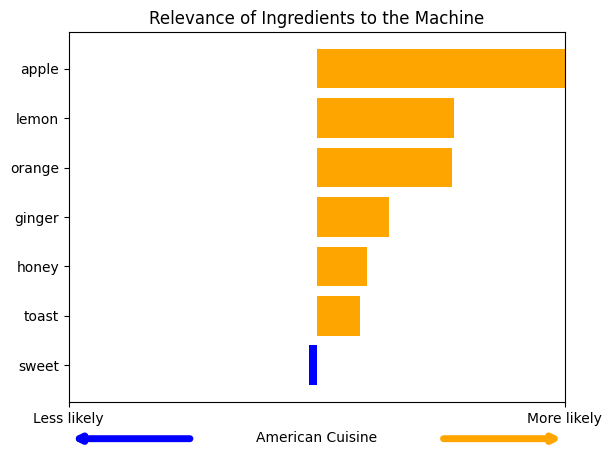 Relevance of Ingredients to the Machine
apple
lemon
orange
ginger
honey
toast
sweet
Less likely
More likely
American Cuisine